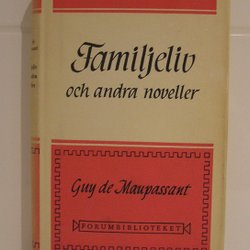 Familjeliv
och andra noveller
Guy de Maupassant
FORUMBIBLIOTEKET